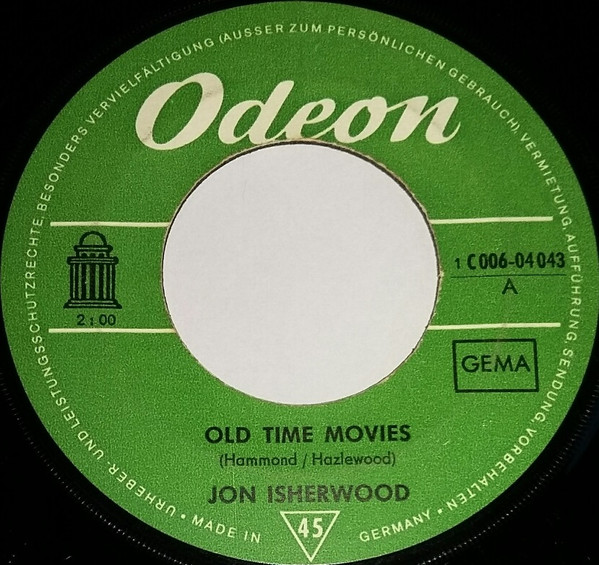 URHEBER- UND LEISTUNGSSCHUTZRECHTE, BESONDERS VERVIELFÄLTIGUNG (AUSSER ZUM PERSÖNLICHEN GEBRAUCH), VERMIETUNG, AUFFÜHRUNG, SENDUNG, VORBEHALTEN •
Odeon
1 C 006-04 043
A
2:00
GEMA
OLD TIME MOVIES
(Hammond / Hazlewood)
JON ISHERWOOD
• MADE IN GERMANY •
45